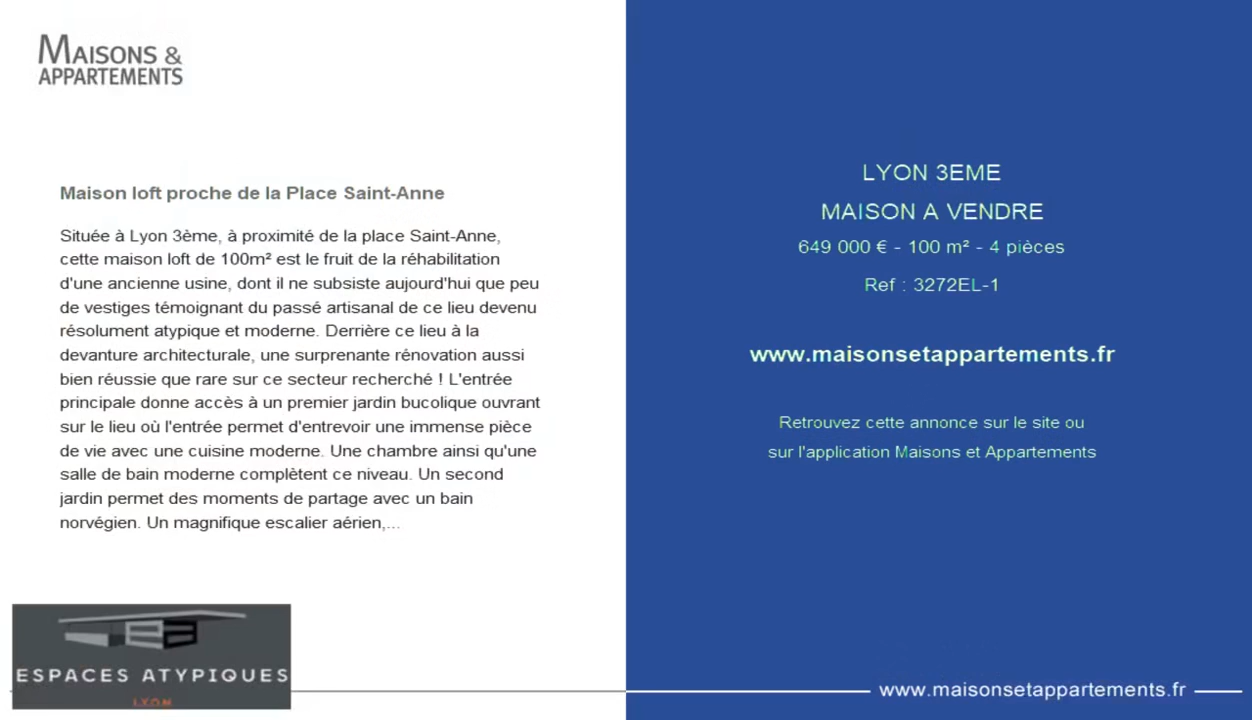 MAISONS &
APPARTEMENTS
Maison loft proche de la Place Saint-Anne
Située à Lyon 3ème, à proximité de la place Saint-Anne,
cette maison loft de 100m² est le fruit de la réhabilitation
d'une ancienne usine, dont il ne subsiste aujourd'hui que peu
de vestiges témoignant du passé artisanal de ce lieu devenu
résolument atypique et moderne. Derrière ce lieu à la
devanture architecturale, une surprenante rénovation aussi
bien réussie que rare sur ce secteur recherché ! L'entrée
principale donne accès à un premier jardin bucolique ouvrant
sur le lieu où l'entrée permet d'entrevoir une immense pièce
de vie avec une cuisine moderne. Une chambre ainsi qu'une
salle de bain moderne complètent ce niveau. Un second
jardin permet des moments de partage avec un bain
norvégien. Un magnifique escalier aérien,...
ESPACES ATYPIQUES
LYON
LYON 3EME
MAISON A VENDRE
649 000 € - 100 m² - 4 pièces
Ref : 3272EL-1
www.maisonsetappartements.fr
Retrouvez cette annonce sur le site ou
sur l'application Maisons et Appartements
www.maisonsetappartements.fr